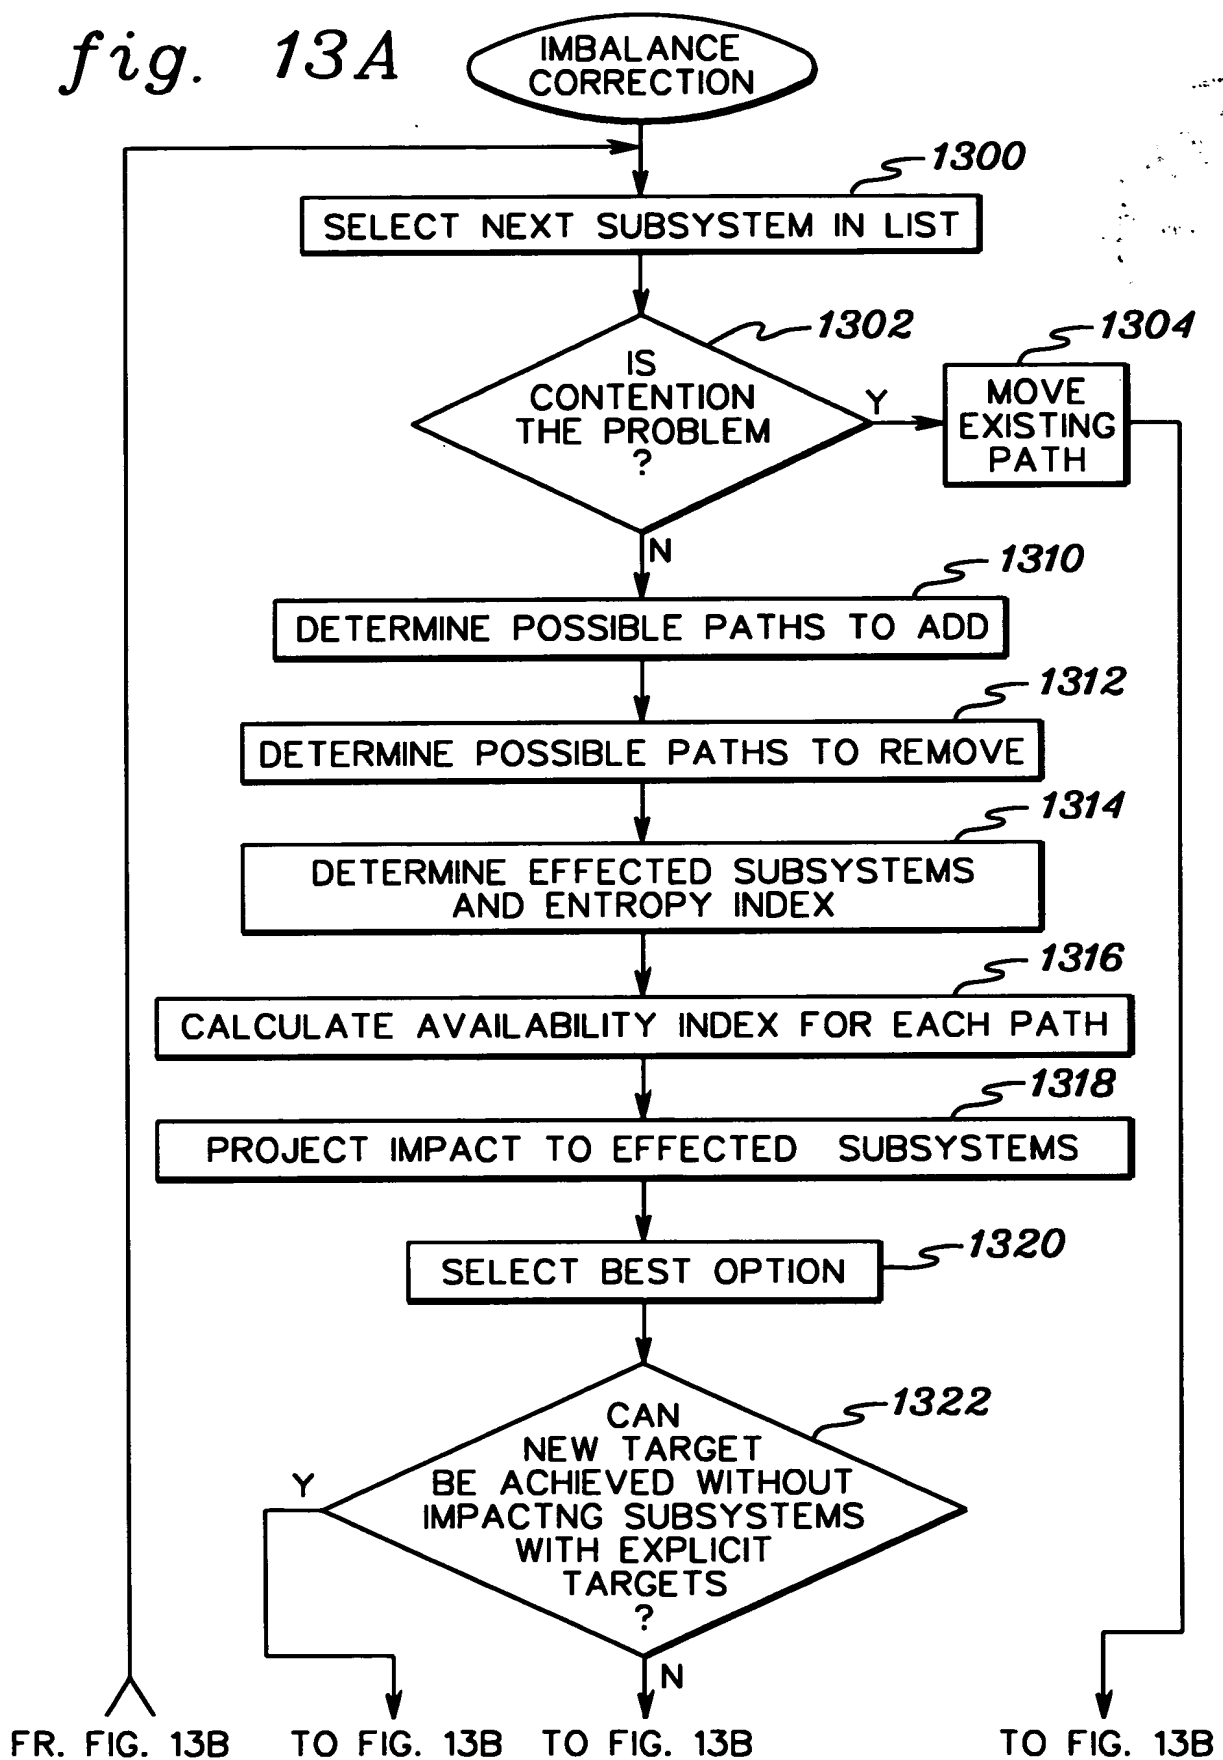 fig. 13A
IMBALANCE
CORRECTION
1300
SELECT NEXT SUBSYSTEM IN LIST
1302
1304
IS
CONTENTION
THE PROBLEM
?
Y
MOVE
EXISTING
PATH
N
1310
DETERMINE POSSIBLE PATHS TO ADD
1312
DETERMINE POSSIBLE PATHS TO REMOVE
1314
DETERMINE EFFECTED SUBSYSTEMS
AND ENTROPY INDEX
1316
CALCULATE AVAILABILITY INDEX FOR EACH PATH
1318
PROJECT IMPACT TO EFFECTED SUBSYSTEMS
1320
SELECT BEST OPTION
1322
CAN
NEW TARGET
BE ACHIEVED WITHOUT
IMPACTNG SUBSYSTEMS
WITH EXPLICIT
TARGETS
?
Y
N
FR. FIG. 13B
TO FIG. 13B
TO FIG. 13B
TO FIG. 13B